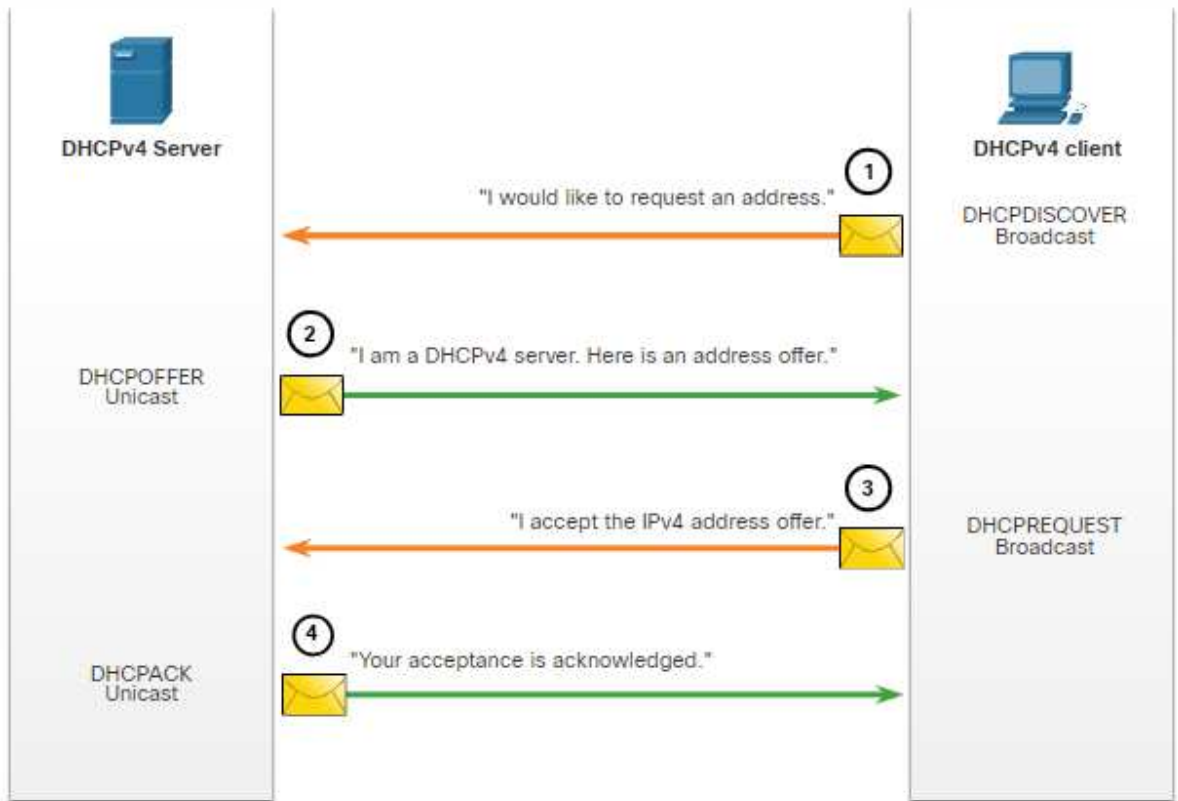 DHCPv4 Server
DHCPv4 client
1
"I would like to request an address."
DHCPDISCOVER
Broadcast
2
"I am a DHCPv4 server. Here is an address offer."
DHCPOFFER
Unicast
3
"I accept the IPv4 address offer."
DHCPREQUEST
Broadcast
4
"Your acceptance is acknowledged."
DHCPACK
Unicast